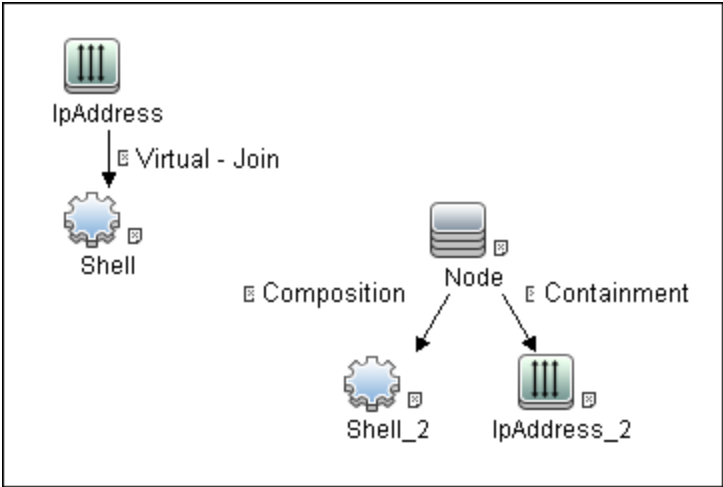 IpAddress
Virtual - Join
Shell
Node
Composition
Containment
Shell_2
IpAddress_2